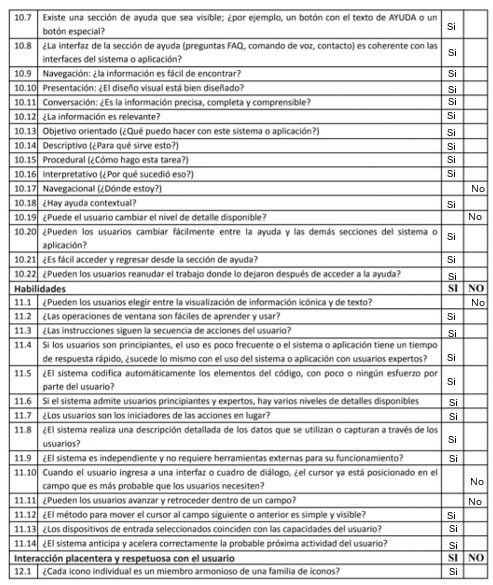 10.7 Existe una sección de ayuda que sea visible; ¿por ejemplo, un botón con el texto de AYUDA o un
botón especial? Si
10.8 ¿La interfaz de la sección de ayuda (preguntas FAQ, comando de voz, contacto) es coherente con las
interfaces del sistema o aplicación? Si
10.9 Navegación: ¿la información es fácil de encontrar? Si
10.10 Presentación: ¿El diseño visual está bien diseñado? Si
10.11 Conversación: ¿Es la información precisa, completa y comprensible? Si
10.12 ¿La información es relevante? Si
10.13 Objetivo orientado (¿Qué puedo hacer con este sistema o aplicación?) Si
10.14 Descriptivo (¿Para qué sirve esto?) Si
10.15 Procedural (¿Cómo hago esta tarea?) Si
10.16 Interpretativo (¿Por qué sucedió eso?) Si
10.17 Navegacional (¿Dónde estoy?) No
10.18 ¿Hay ayuda contextual? Si
10.19 ¿Puede el usuario cambiar el nivel de detalle disponible? No
10.20 ¿Pueden los usuarios cambiar fácilmente entre la ayuda y las demás secciones del sistema o
aplicación? Si
10.21 ¿Es fácil acceder y regresar desde la sección de ayuda? Si
10.22 ¿Pueden los usuarios reanudar el trabajo donde lo dejaron después de acceder a la ayuda? Si
Habilidades SI NO
11.1 ¿Pueden los usuarios elegir entre la visualización de información icónica y de texto? No
11.2 ¿Las operaciones de ventana son fáciles de aprender y usar? Si
11.3 ¿Las instrucciones siguen la secuencia de acciones del usuario? Si
11.4 Si los usuarios son principiantes, el uso es poco frecuente o el sistema o aplicación tiene un tiempo
de respuesta rápido, ¿sucede lo mismo con el uso del sistema o aplicación con usuarios expertos? Si
11.5 ¿El sistema codifica automáticamente los elementos del código, con poco o ningún esfuerzo por
parte del usuario? Si
11.6 Si el sistema admite usuarios principiantes y expertos, hay varios niveles de detalles disponibles Si
11.7 ¿Los usuarios son los iniciadores de las acciones en lugar? Si
11.8 ¿El sistema realiza una descripción detallada de los datos que se utilizan o capturan a través de los
usuarios? Si
11.9 ¿El sistema es independiente y no requiere herramientas externas para su funcionamiento? Si
11.10 Cuando el usuario ingresa a una interfaz o cuadro de diálogo, ¿el cursor ya está posicionado en el
campo que es más probable que los usuarios necesiten? No
11.11 ¿Pueden los usuarios avanzar y retroceder dentro de un campo? No
11.12 ¿El método para mover el cursor al campo siguiente o anterior es simple y visible? Si
11.13 ¿Los dispositivos de entrada seleccionados coinciden con las capacidades del usuario? Si
11.14 ¿El sistema anticipa y acelera correctamente la probable próxima actividad del usuario? Si
Interacción placentera y respetuosa con el usuario SI NO
12.1 ¿Cada icono individual es un miembro armonioso de una familia de íconos? Si